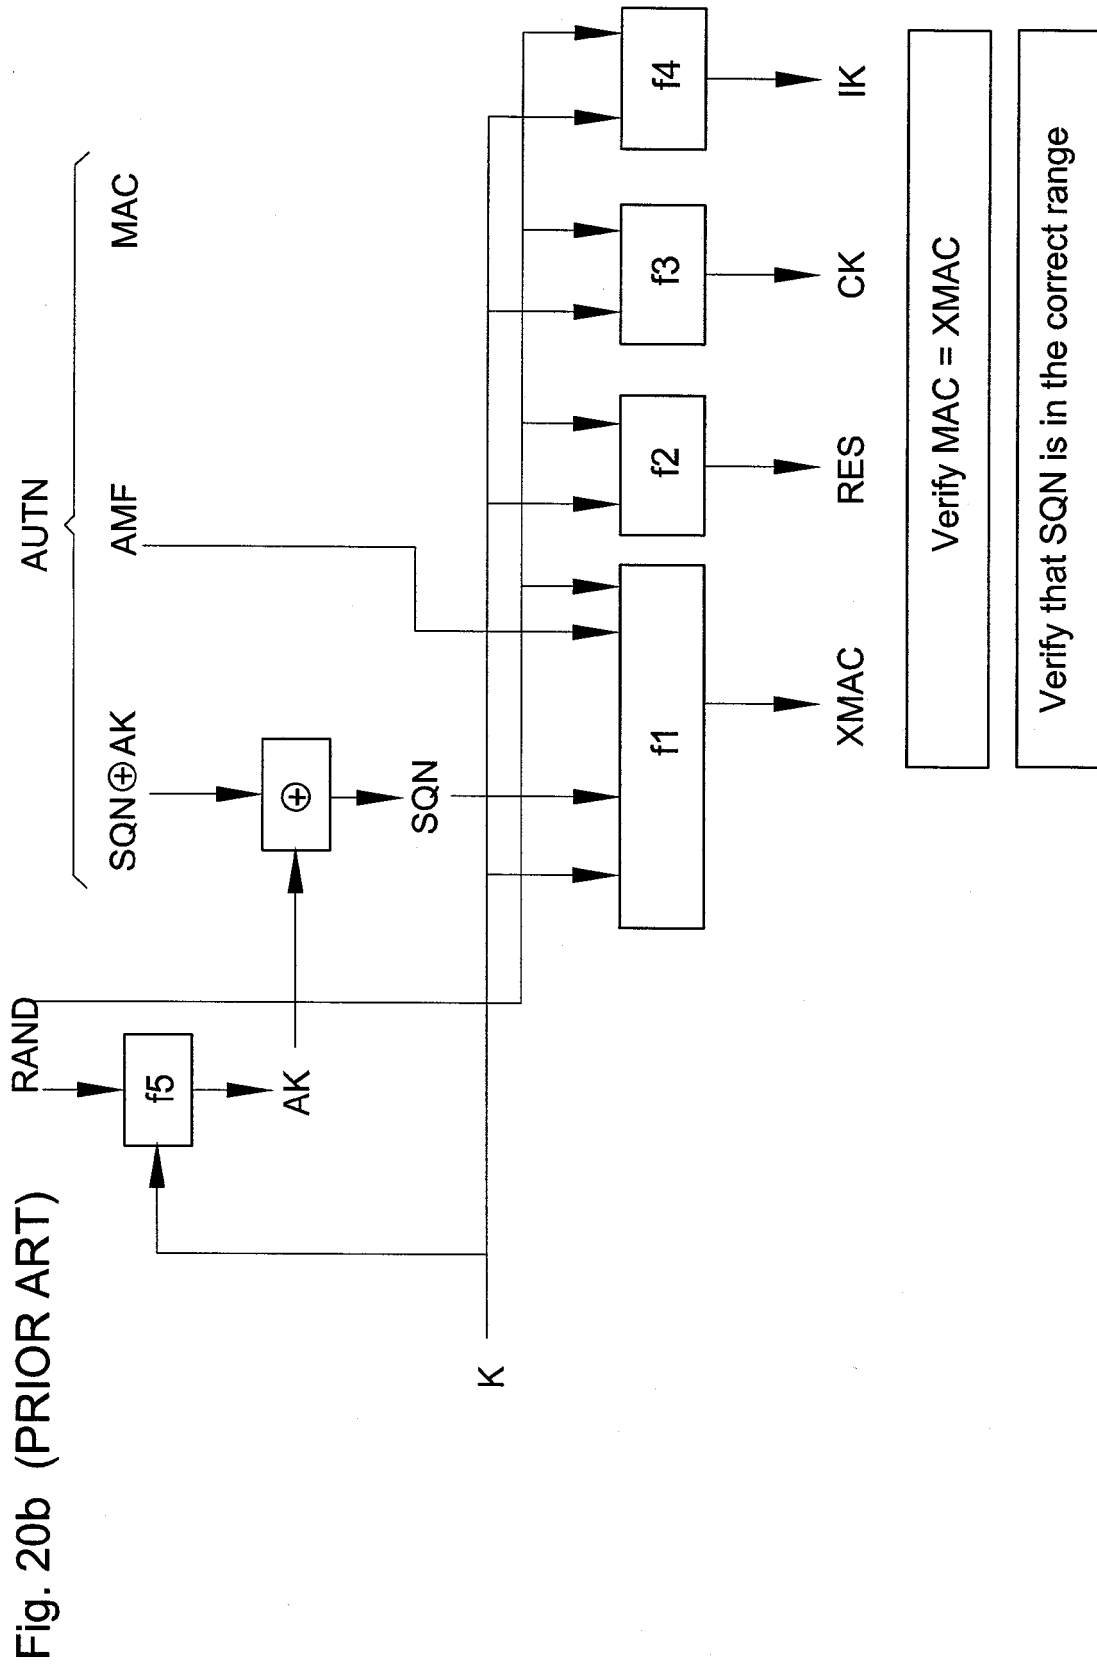 Fig. 20b (PRIOR ART)
RAND
AUTN
SQN⊕AK
AMF
MAC
f5
⊕
AK
SQN
K
f1
f2
f3
f4
XMAC
RES
CK
IK
Verify MAC = XMAC
Verify that SQN is in the correct range